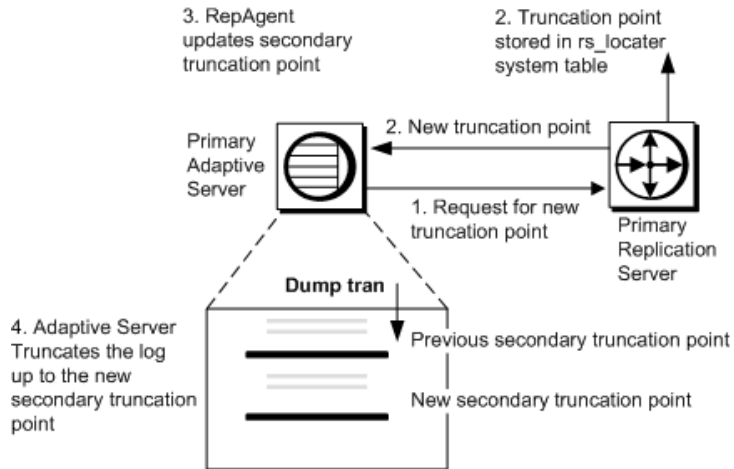 3. RepAgent
updates secondary
truncation point
2. Truncation point
stored in rs_locater
system table
Primary
Adaptive
Server
2. New truncation point
1. Request for new
truncation point
Primary
Replication
Server
Dump tran
4. Adaptive Server
Truncates the log
up to the new
secondary truncation
point
Previous secondary truncation point
New secondary truncation point